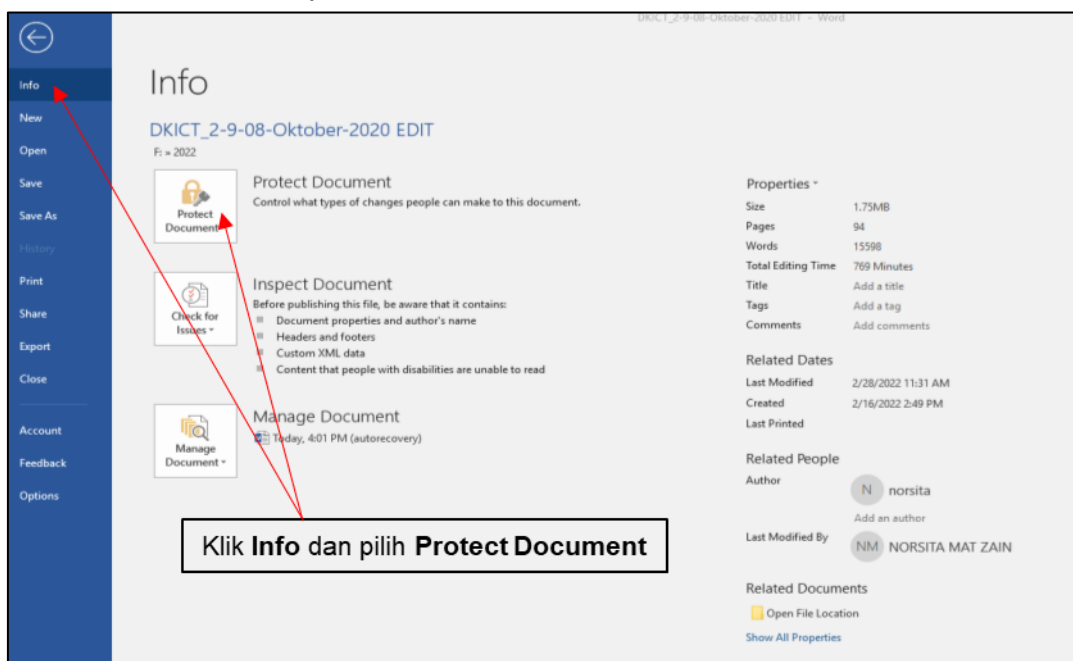 DKICT_2-9-08-Oktober-2020 EDIT - Word
Info
New
Open
Save
Save As
History
Print
Share
Export
Close
Account
Feedback
Options
Info
DKICT_2-9-08-Oktober-2020 EDIT
F: » 2022
Protect
Document
Protect Document
Control what types of changes people can make to this document.
Check for
Issues
Inspect Document
Before publishing this file, be aware that it contains:
Document properties and author's name
Headers and footers
Custom XML data
Content that people with disabilities are unable to read
Manage
Document
Manage Document
Today, 4:01 PM (autorecovery)
Klik Info dan pilih Protect Document
Properties
Size 1.75MB
Pages 94
Words 15598
Total Editing Time 769 Minutes
Title Add a title
Tags Add a tag
Comments Add comments
Related Dates
Last Modified 2/28/2022 11:31 AM
Created 2/16/2022 2:49 PM
Last Printed
Related People
Author
N norsita
Add an author
Last Modified By
NM NORSITA MAT ZAIN
Related Documents
Open File Location
Show All Properties